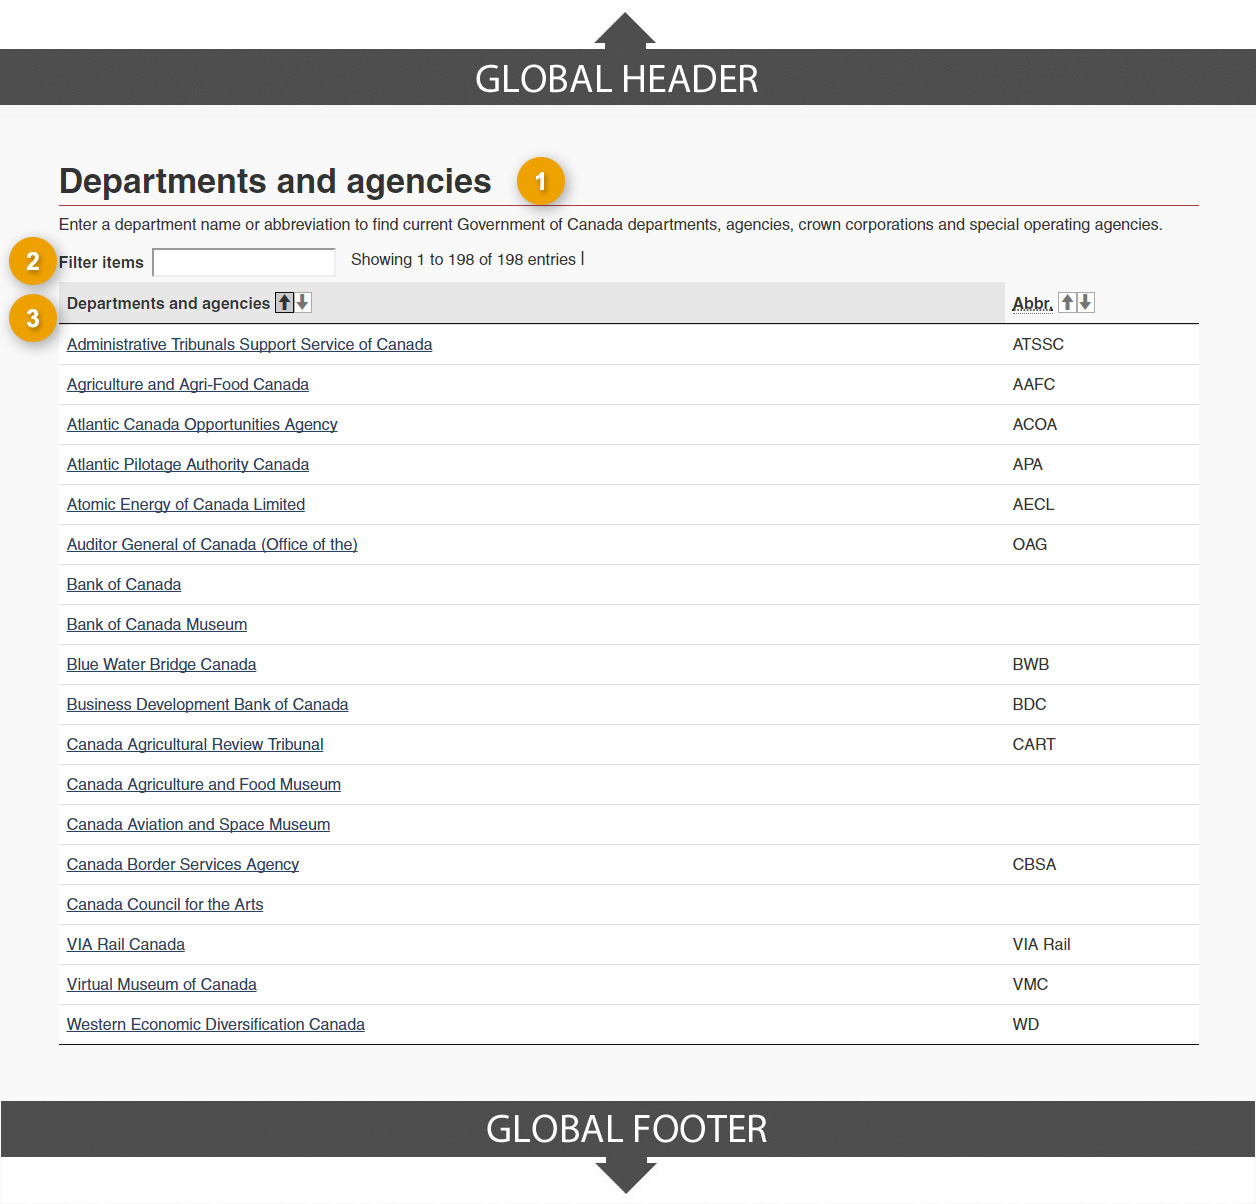 GLOBAL HEADER
Departments and agencies 1
Enter a department name or abbreviation to find current Government of Canada departments, agencies, crown corporations and special operating agencies.
2 Filter items Showing 1 to 198 of 198 entries |
3 Departments and agencies Abbr.
Administrative Tribunals Support Service of Canada ATSSC
Agriculture and Agri-Food Canada AAFC
Atlantic Canada Opportunities Agency ACOA
Atlantic Pilotage Authority Canada APA
Atomic Energy of Canada Limited AECL
Auditor General of Canada (Office of the) OAG
Bank of Canada
Bank of Canada Museum
Blue Water Bridge Canada BWB
Business Development Bank of Canada BDC
Canada Agricultural Review Tribunal CART
Canada Agriculture and Food Museum
Canada Aviation and Space Museum
Canada Border Services Agency CBSA
Canada Council for the Arts
VIA Rail Canada VIA Rail
Virtual Museum of Canada VMC
Western Economic Diversification Canada WD
GLOBAL FOOTER